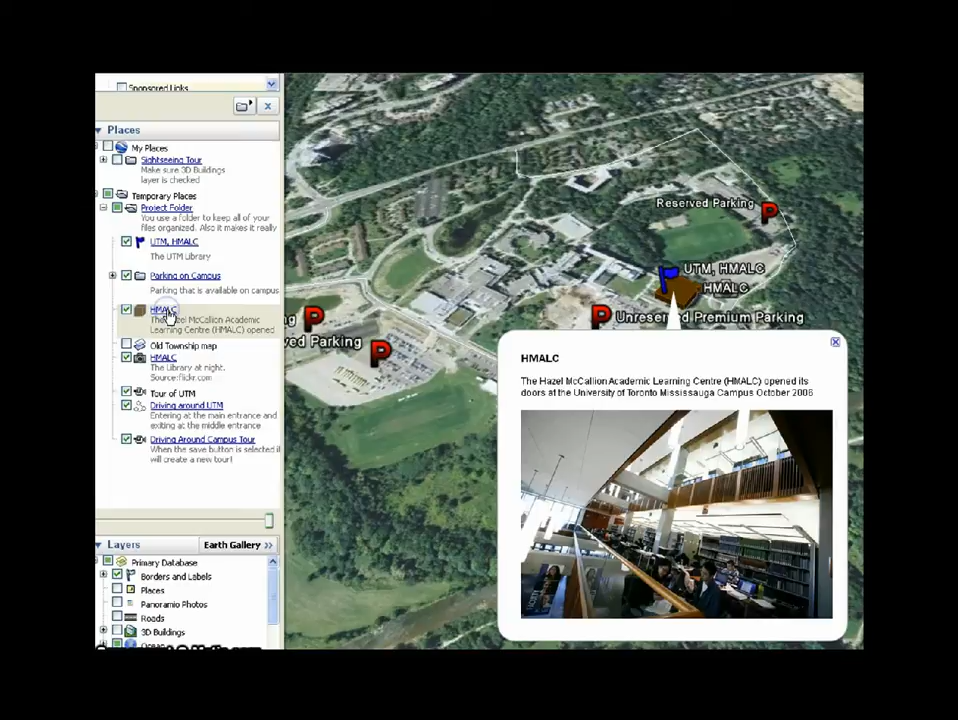 Sponsored Links
Places
My Places
Sightseeing Tour
Make sure 3D Buildings
layer is checked
Temporary Places
Project Folder
You use a folder to keep all of your
files organized. Also it makes it really
UTM, HMALC
The UTM Library
Parking on Campus
Parking that is available on campus
HMALC
The Hazel McCallion Academic
Learning Centre (HMALC) opened
Old Township map
HMALC
The Library at night.
Source:flickr.com
Tour of UTM
Driving around UTM
Entering at the main entrance and
exiting at the middle entrance
Driving Around Campus Tour
When the save button is selected it
will create a new tour!
Layers
Earth Gallery >>
Primary Database
Borders and Labels
Places
Panoramio Photos
Roads
3D Buildings
Ocean
Reserved Parking
P
UTM, HMALC
HMALC
P
Unreserved Premium Parking
P
Parking
P
HMALC
The Hazel McCallion Academic Learning Centre (HMALC) opened its
doors at the University of Toronto Mississauga Campus October 2006